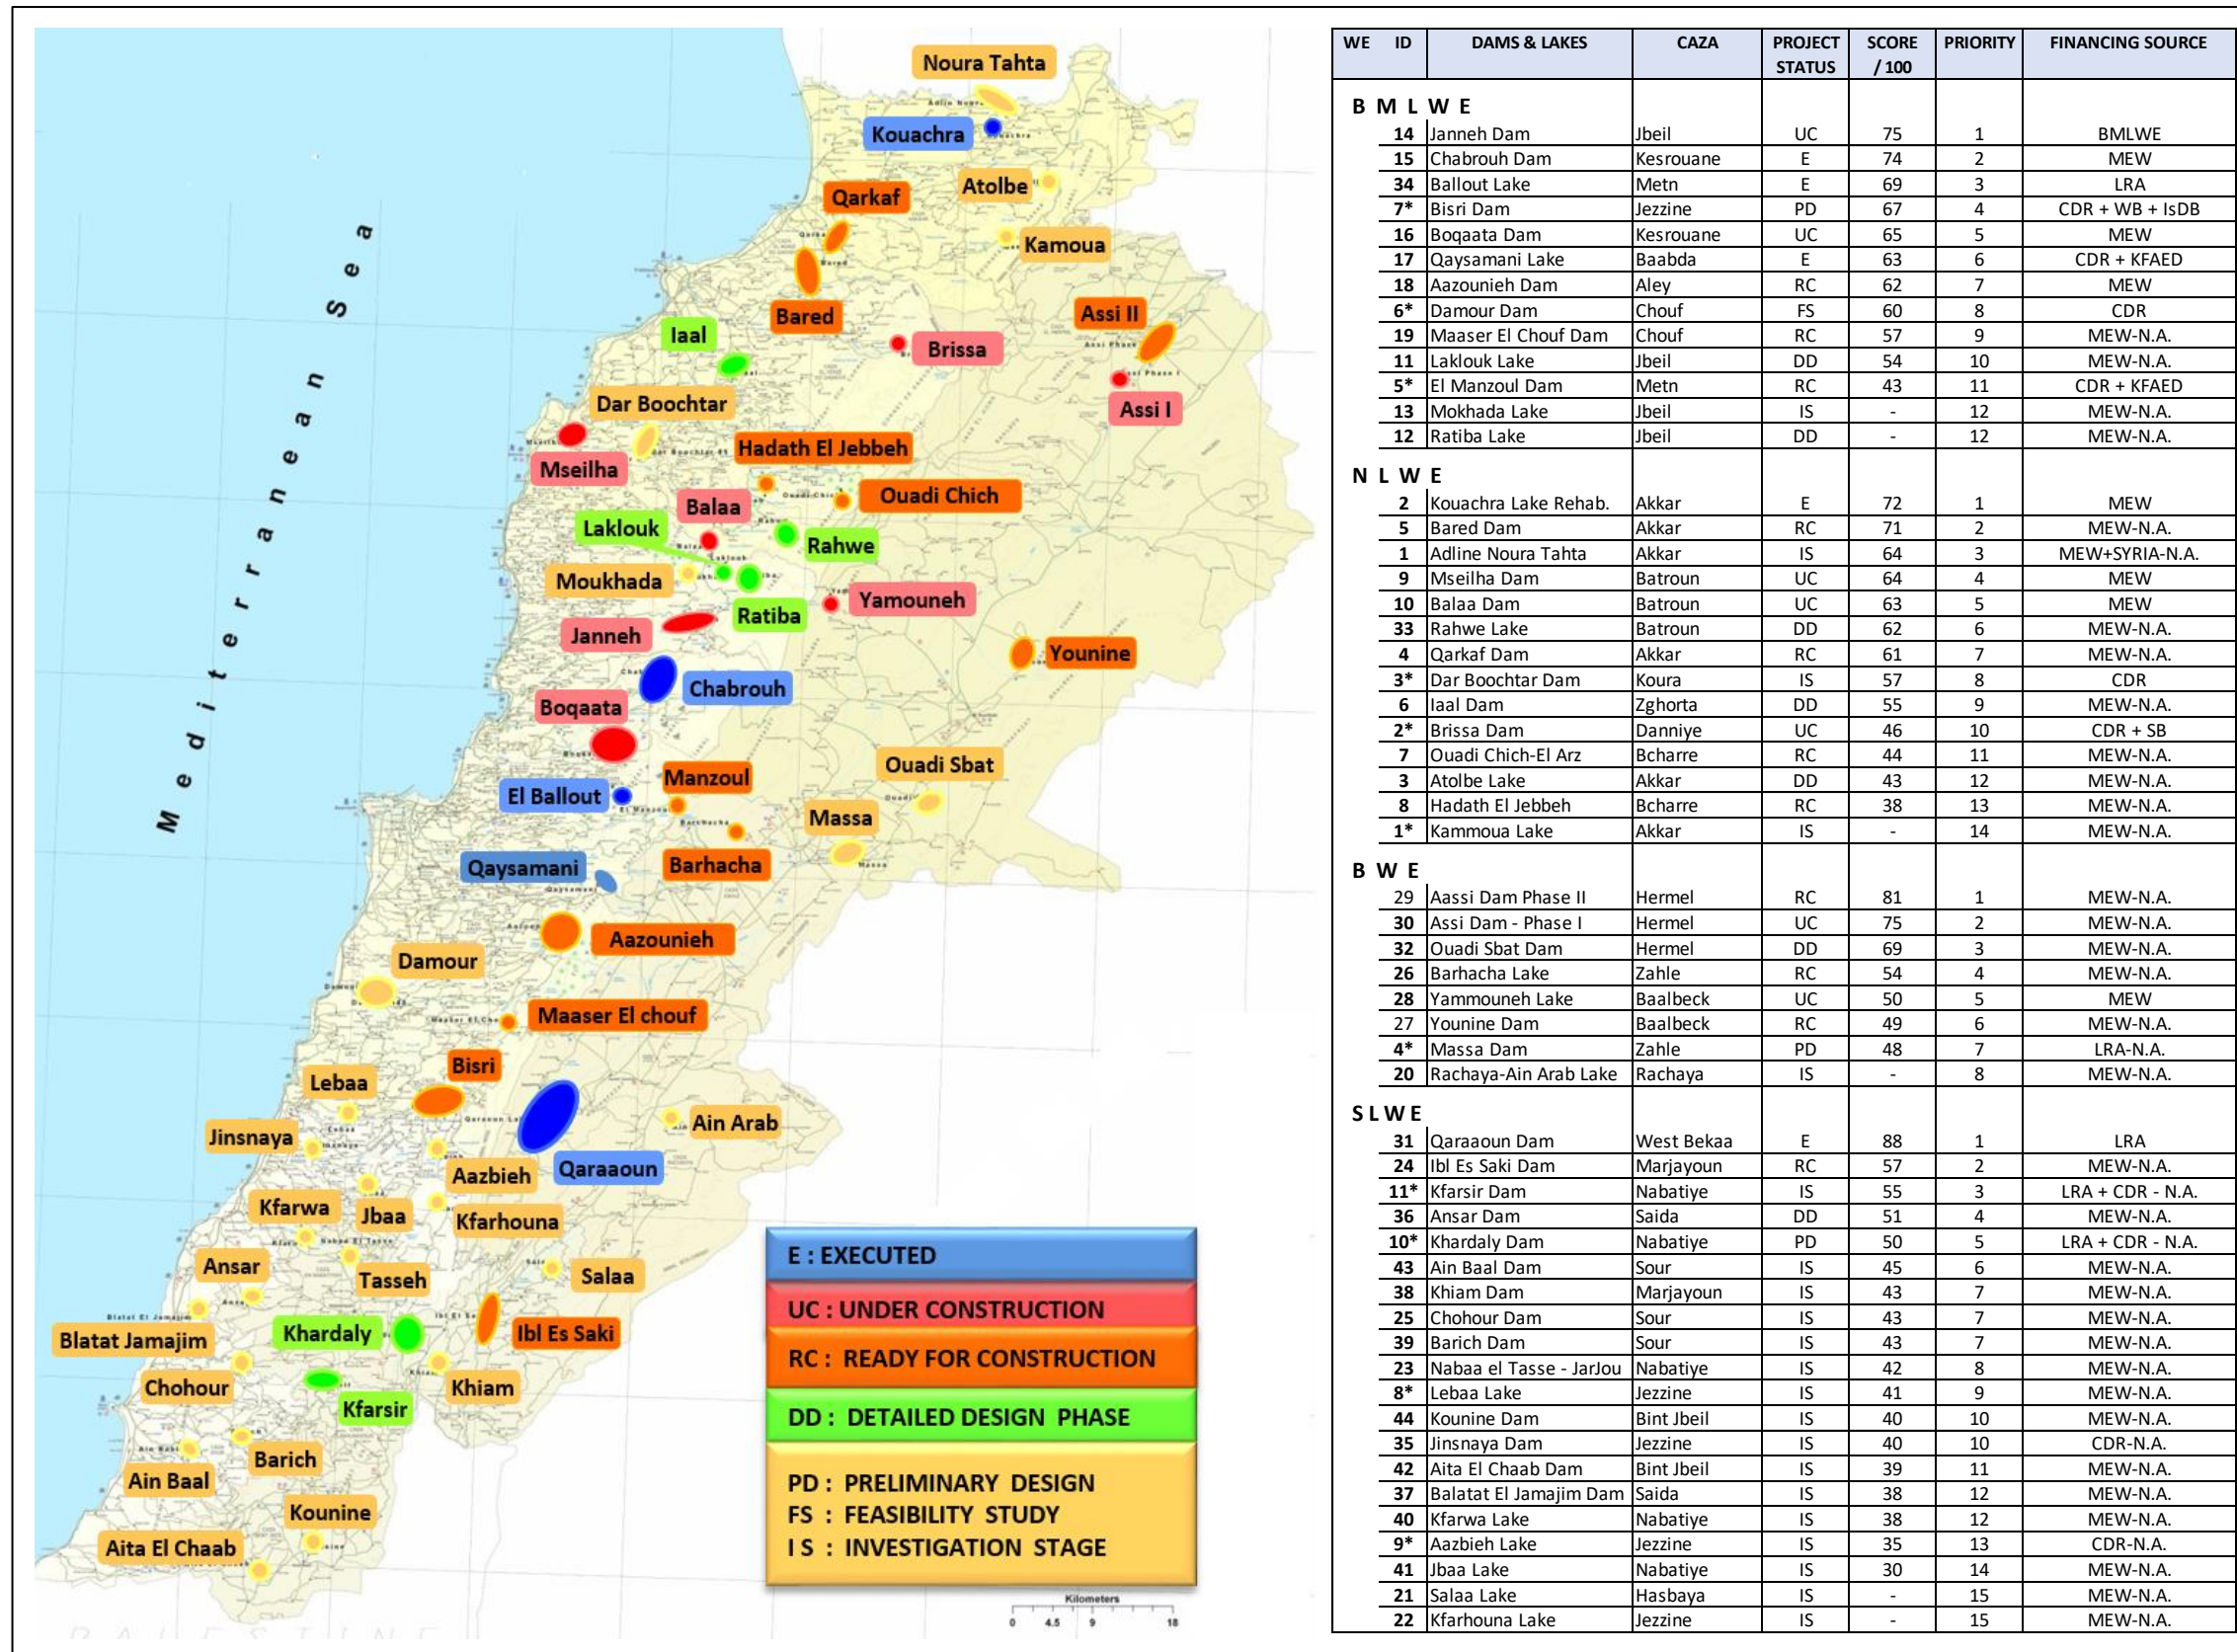 Mediterranean Sea
Noura Tahta
Kouachra
Atolbe
Qarkaf
Kamoua
Bared
Assi II
Iaal
Brissa
Assi I
Dar Boochtar
Mseilha
Hadath El Jebbeh
Ouadi Chich
Balaa
Laklouk
Rahwe
Moukhada
Ratiba
Yamouneh
Janneh
Younine
Chabrouh
Boqaata
Ouadi Sbat
Manzoul
El Ballout
Massa
Barhacha
Qaysamani
Aazounieh
Damour
Maaser El chouf
Bisri
Lebaa
Ain Arab
Jinsnaya
Aazbieh
Qaraaoun
Kfarwa
Jbaa
Kfarhouna
Ansar
Tasseh
Salaa
Blatat Jamajim
Khardaly
Ibl Es Saki
Chohour
Khiam
Kfarsir
Barich
Ain Baal
Kounine
Aita El Chaab
E : EXECUTED
UC : UNDER CONSTRUCTION
RC : READY FOR CONSTRUCTION
DD : DETAILED DESIGN PHASE
PD : PRELIMINARY DESIGN
FS : FEASIBILITY STUDY
I S : INVESTIGATION STAGE
Kilometers
0 4.5 9 18
WE ID DAMS & LAKES CAZA PROJECT STATUS SCORE / 100 PRIORITY FINANCING SOURCE
B M L W E
14 Janneh Dam Jbeil UC 75 1 BMLWE
15 Chabrouh Dam Kesrouane E 74 2 MEW
34 Ballout Lake Metn E 69 3 LRA
7* Bisri Dam Jezzine PD 67 4 CDR + WB + IsDB
16 Boqaata Dam Kesrouane UC 65 5 MEW
17 Qaysamani Lake Baabda E 63 6 CDR + KFAED
18 Aazounieh Dam Aley RC 62 7 MEW
6* Damour Dam Chouf FS 60 8 CDR
19 Maaser El Chouf Dam Chouf RC 57 9 MEW-N.A.
11 Laklouk Lake Jbeil DD 54 10 MEW-N.A.
5* El Manzoul Dam Metn RC 43 11 CDR + KFAED
13 Mokhada Lake Jbeil IS - 12 MEW-N.A.
12 Ratiba Lake Jbeil DD - 12 MEW-N.A.
N L W E
2 Kouachra Lake Rehab. Akkar E 72 1 MEW
5 Bared Dam Akkar RC 71 2 MEW-N.A.
1 Adline Noura Tahta Akkar IS 64 3 MEW+SYRIA-N.A.
9 Mseilha Dam Batroun UC 64 4 MEW
10 Balaa Dam Batroun UC 63 5 MEW
33 Rahwe Lake Batroun DD 62 6 MEW-N.A.
4 Qarkaf Dam Akkar RC 61 7 MEW-N.A.
3* Dar Boochtar Dam Koura IS 57 8 CDR
6 Iaal Dam Zghorta DD 55 9 MEW-N.A.
2* Brissa Dam Danniye UC 46 10 CDR + SB
7 Ouadi Chich-El Arz Bcharre RC 44 11 MEW-N.A.
3 Atolbe Lake Akkar DD 43 12 MEW-N.A.
8 Hadath El Jebbeh Bcharre RC 38 13 MEW-N.A.
1* Kammoua Lake Akkar IS - 14 MEW-N.A.
B W E
29 Aassi Dam Phase II Hermel RC 81 1 MEW-N.A.
30 Assi Dam - Phase I Hermel UC 75 2 MEW-N.A.
32 Ouadi Sbat Dam Hermel DD 69 3 MEW-N.A.
26 Barhacha Lake Zahle RC 54 4 MEW-N.A.
28 Yammouneh Lake Baalbeck UC 50 5 MEW
27 Younine Dam Baalbeck RC 49 6 MEW-N.A.
4* Massa Dam Zahle PD 48 7 LRA-N.A.
20 Rachaya-Ain Arab Lake Rachaya IS - 8 MEW-N.A.
S L W E
31 Qaraaoun Dam West Bekaa E 88 1 LRA
24 Ibl Es Saki Dam Marjayoun RC 57 2 MEW-N.A.
11* Kfarsir Dam Nabatiye IS 55 3 LRA + CDR - N.A.
36 Ansar Dam Saida DD 51 4 MEW-N.A.
10* Khardaly Dam Nabatiye PD 50 5 LRA + CDR - N.A.
43 Ain Baal Dam Sour IS 45 6 MEW-N.A.
38 Khiam Dam Marjayoun IS 43 7 MEW-N.A.
25 Chohour Dam Sour IS 43 7 MEW-N.A.
39 Barich Dam Sour IS 43 7 MEW-N.A.
23 Nabaa el Tasse - JarJou Nabatiye IS 42 8 MEW-N.A.
8* Lebaa Lake Jezzine IS 41 9 MEW-N.A.
44 Kounine Dam Bint Jbeil IS 40 10 MEW-N.A.
35 Jinsnaya Dam Jezzine IS 40 10 CDR-N.A.
42 Aita El Chaab Dam Bint Jbeil IS 39 11 MEW-N.A.
37 Balatat El Jamajim Dam Saida IS 38 12 MEW-N.A.
40 Kfarwa Lake Nabatiye IS 38 12 MEW-N.A.
9* Aazbieh Lake Jezzine IS 35 13 CDR-N.A.
41 Jbaa Lake Nabatiye IS 30 14 MEW-N.A.
21 Salaa Lake Hasbaya IS - 15 MEW-N.A.
22 Kfarhouna Lake Jezzine IS - 15 MEW-N.A.